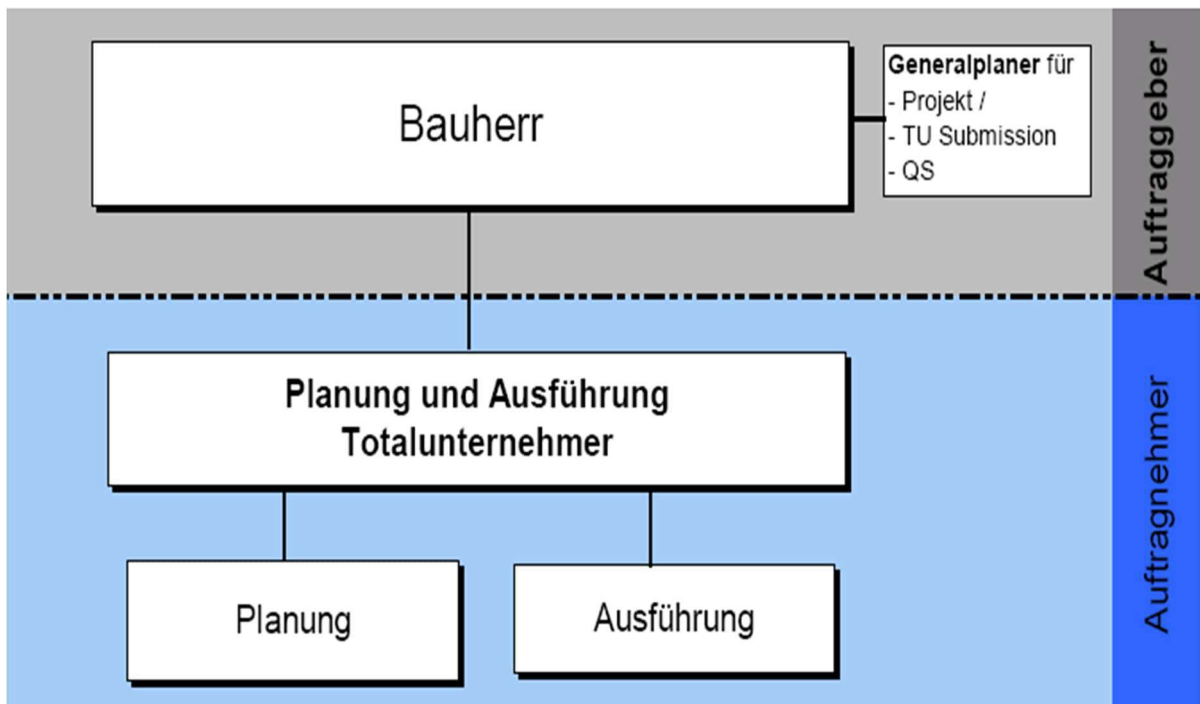 Bauherr
Generalplaner für
- Projekt /
- TU Submission
- QS
Auftraggeber
Planung und Ausführung
Totalunternehmer
Planung
Ausführung
Auftragnehmer